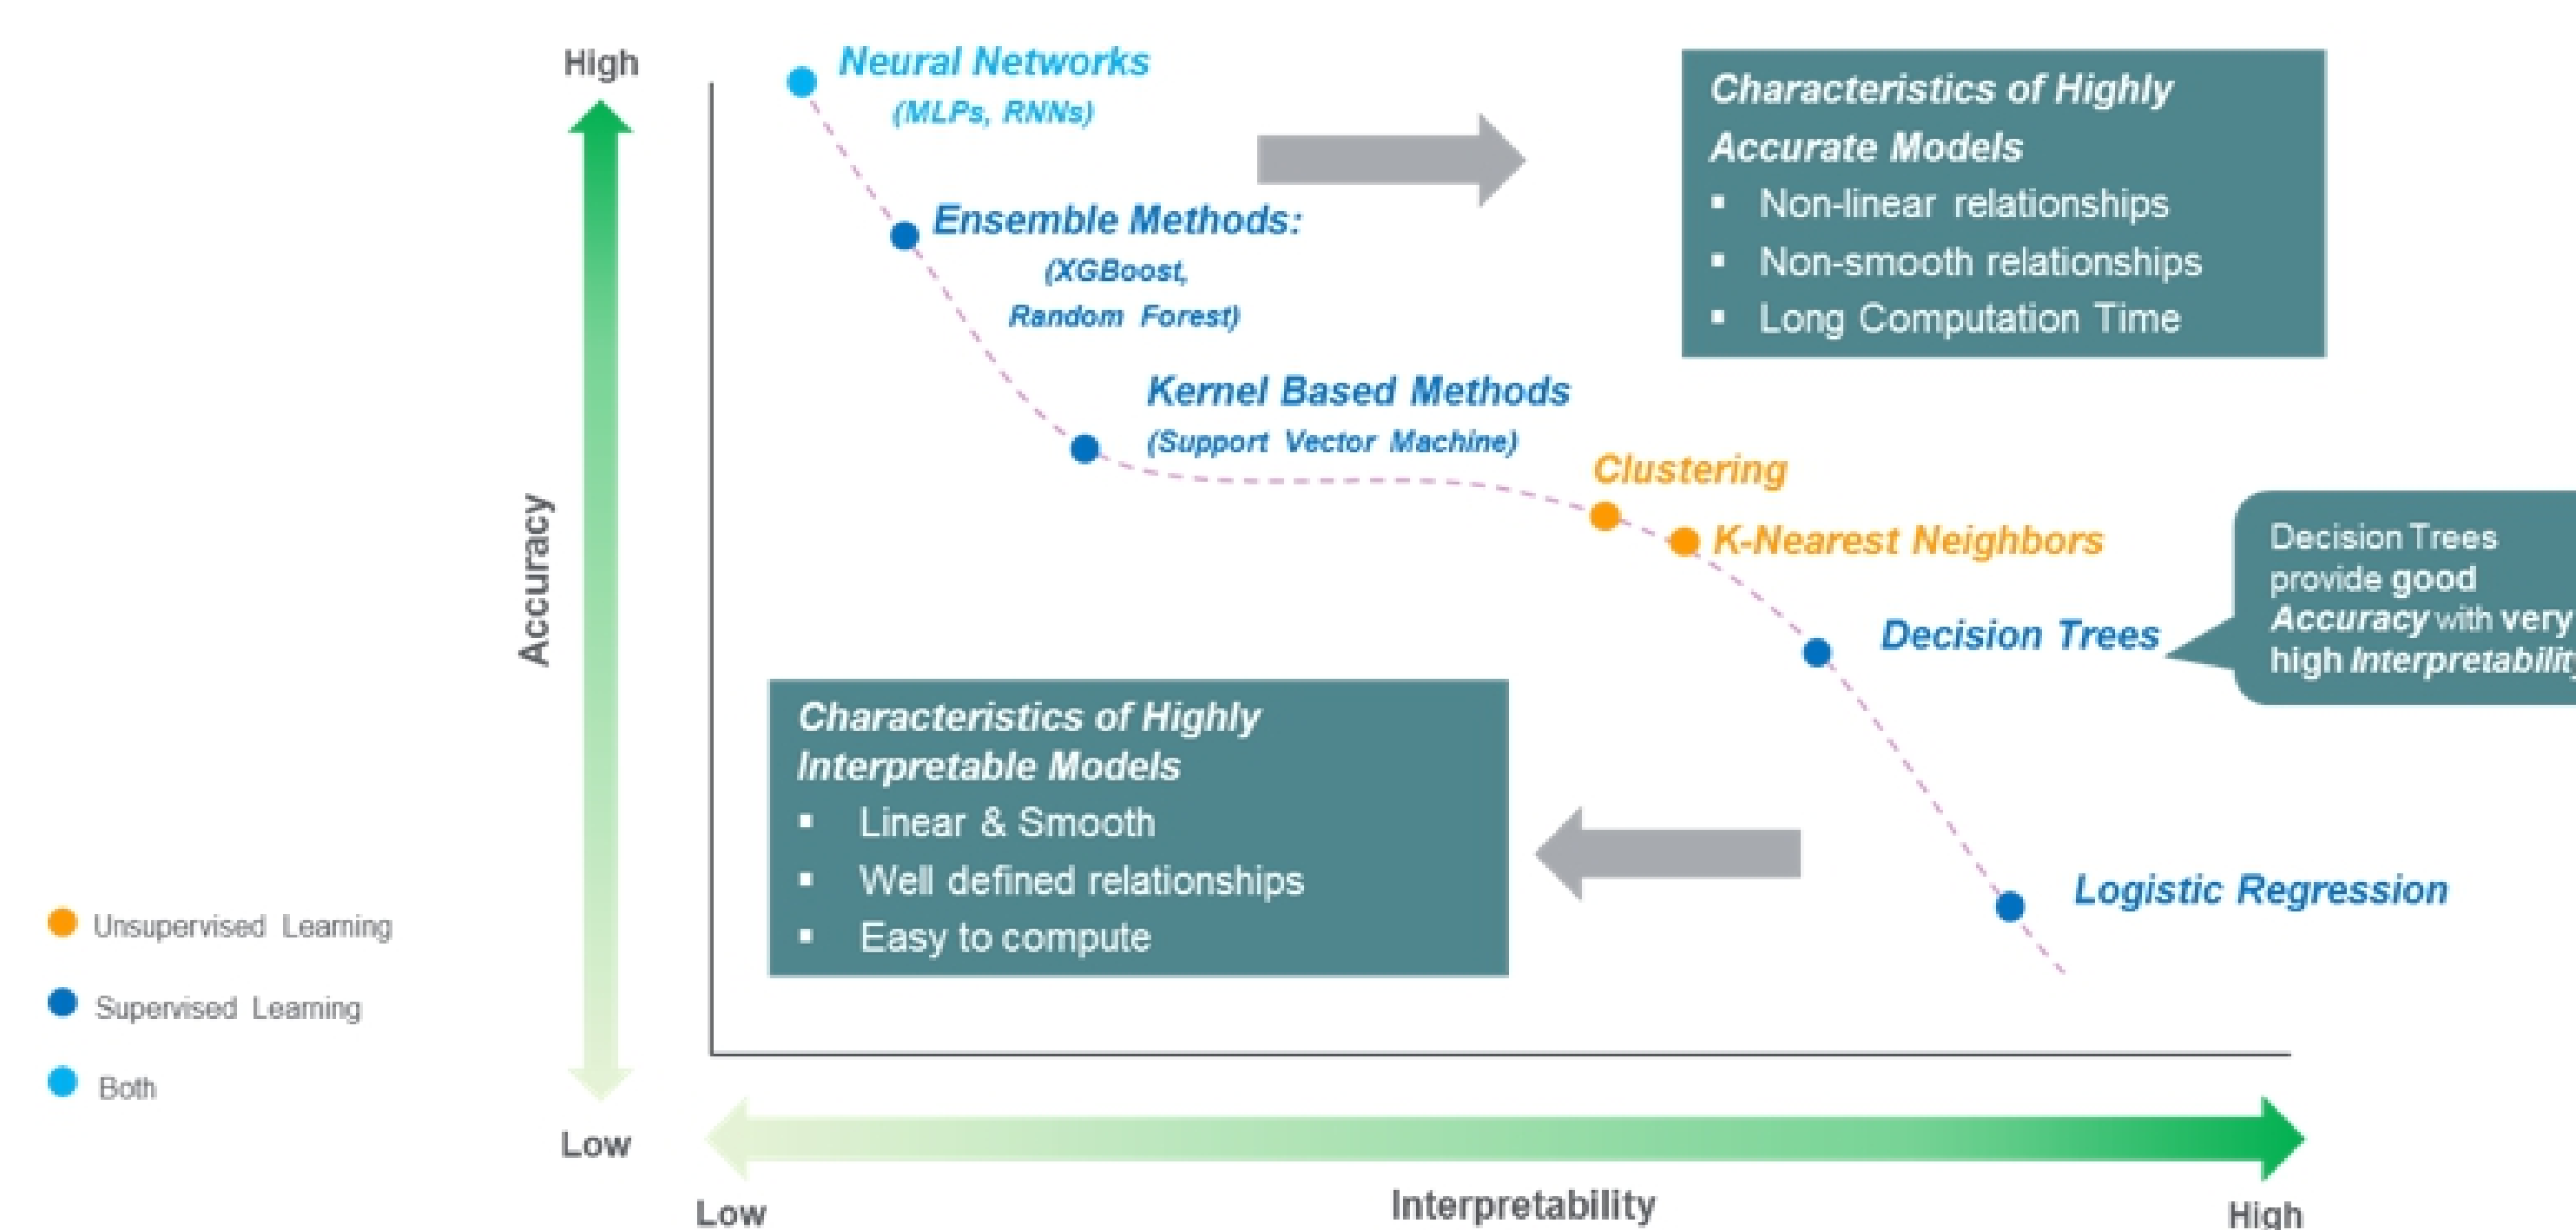 High
Neural Networks
(MLPs, RNNs)
Ensemble Methods:
(XGBoost,
Random Forest)
Kernel Based Methods
(Support Vector Machine)
Clustering
K-Nearest Neighbors
Decision Trees
Logistic Regression
Characteristics of Highly
Accurate Models
▪ Non-linear relationships
▪ Non-smooth relationships
▪ Long Computation Time
Decision Trees
provide good
Accuracy with very
high Interpretability
Accuracy
Characteristics of Highly
Interpretable Models
▪ Linear & Smooth
▪ Well defined relationships
▪ Easy to compute
Unsupervised Learning
Supervised Learning
Both
Low
Low
Interpretability
High